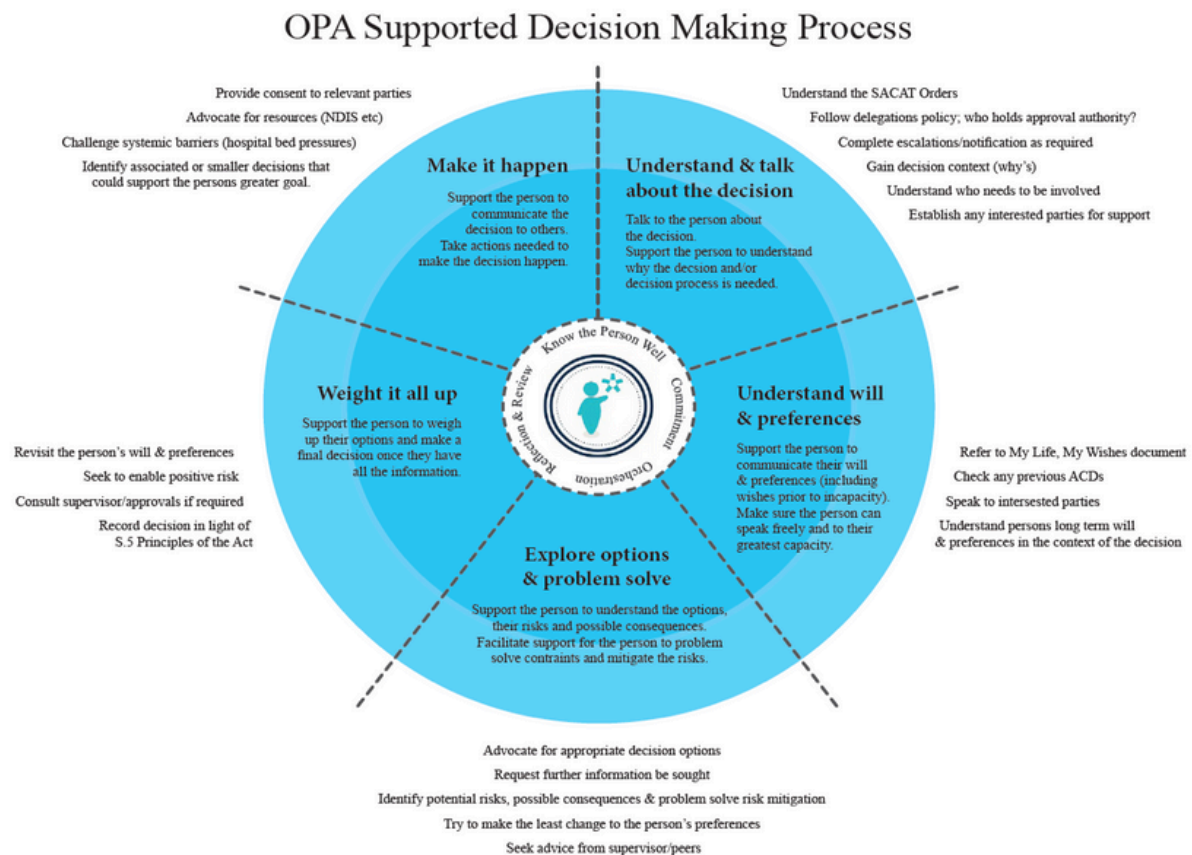 OPA Supported Decision Making Process
Provide consent to relevant parties
Advocate for resources (NDIS etc)
Challenge systemic barriers (hospital bed pressures)
Identify associated or smaller decisions that
could support the persons greater goal.
Understand the SACAT Orders
Follow delegations policy; who holds approval authority?
Complete escalations/notification as required
Gain decision context (why's)
Understand who needs to be involved
Establish any interested parties for support
Make it happen
Support the person to
communicate the
decision to others.
Take actions needed to
make the decision happen.
Understand & talk
about the decision
Talk to the person about
the decision.
Support the person to understand
why the decsion and/or
decision process is needed.
Know the Person Well
Commitment
Orchestration
Reflection & Review
Weight it all up
Support the person to weigh
up their options and make a
final decision once they have
all the information.
Understand will
& preferences
Support the person to
communicate their will
& preferences (including
wishes prior to incapacity).
Make sure the person can
speak freely and to their
greatest capacity.
Revisit the person's will & preferences
Seek to enable positive risk
Consult supervisor/approvals if required
Record decision in light of
S.5 Principles of the Act
Refer to My Life, My Wishes document
Check any previous ACDs
Speak to intersested parties
Understand persons long term will
& preferences in the context of the decision
Explore options
& problem solve
Support the person to understand the options,
their risks and possible consequences.
Facilitate support for the person to problem
solve contraints and mitigate the risks.
Advocate for appropriate decision options
Request further information be sought
Identify potential risks, possible consequences & problem solve risk mitigation
Try to make the least change to the person's preferences
Seek advice from supervisor/peers